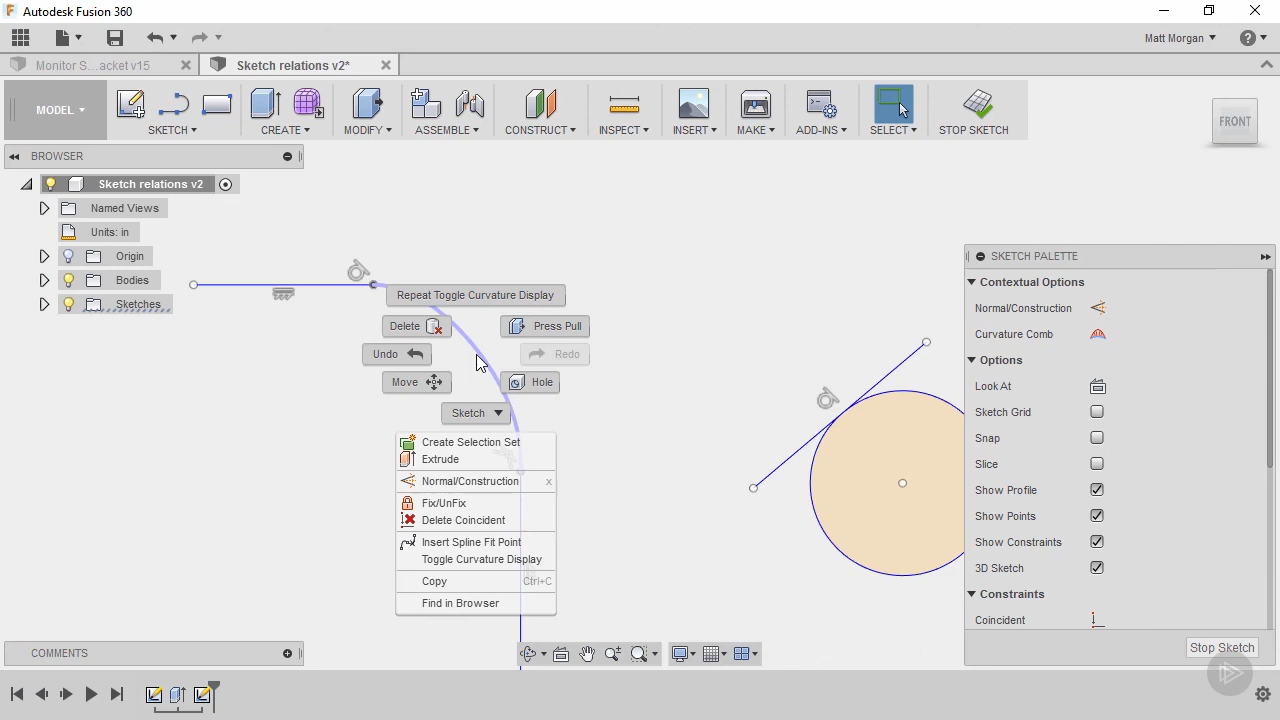 Autodesk Fusion 360
Matt Morgan
Monitor S...acket v15
Sketch relations v2*
MODEL
SKETCH
CREATE
MODIFY
ASSEMBLE
CONSTRUCT
INSPECT
INSERT
MAKE
ADD-INS
SELECT
STOP SKETCH
FRONT
BROWSER
Sketch relations v2
Named Views
Units: in
Origin
Bodies
Sketches
Repeat Toggle Curvature Display
Delete
Press Pull
Undo
Redo
Move
Hole
Sketch
Create Selection Set
Extrude
Normal/Construction x
Fix/UnFix
Delete Coincident
Insert Spline Fit Point
Toggle Curvature Display
Copy Ctrl+C
Find in Browser
SKETCH PALETTE
Contextual Options
Normal/Construction
Curvature Comb
Options
Look At
Sketch Grid
Snap
Slice
Show Profile
Show Points
Show Constraints
3D Sketch
Constraints
Coincident
Stop Sketch
COMMENTS